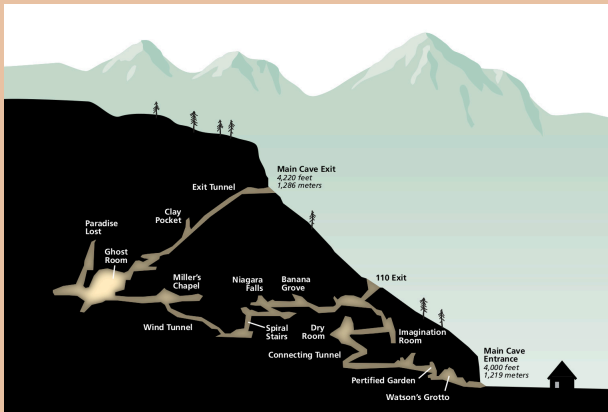 Main Cave Exit
4,220 feet
1,286 meters
Exit Tunnel
Clay
Pocket
Paradise
Lost
Ghost
Room
Miller's
Chapel
Niagara
Falls
Banana
Grove
110 Exit
Wind Tunnel
Spiral
Stairs
Dry
Room
Imagination
Room
Connecting Tunnel
Main Cave
Entrance
4,000 feet
1,219 meters
Pertified Garden
Watson's Grotto